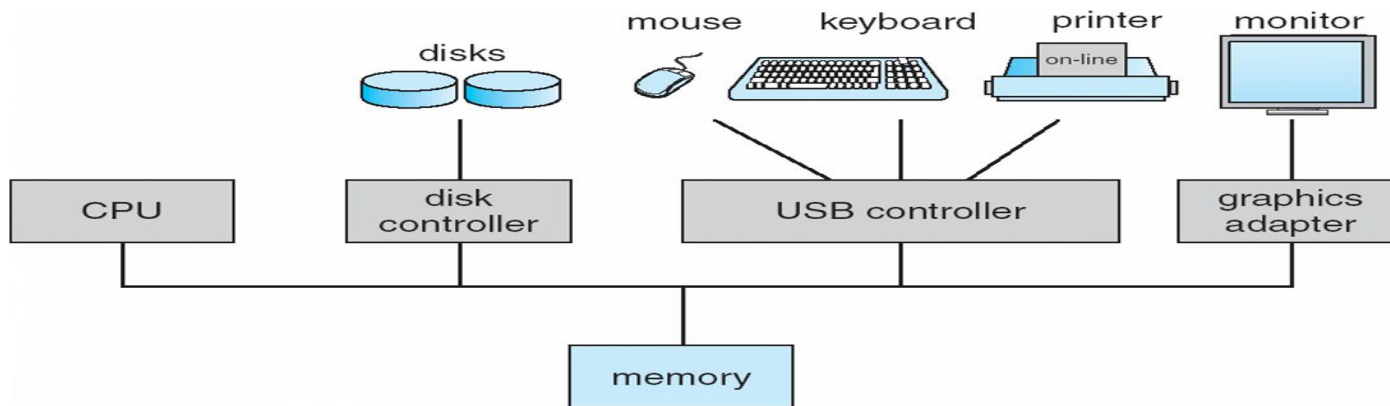 mouse
keyboard
printer
monitor
disks
on-line
CPU
disk
controller
USB controller
graphics
adapter
memory